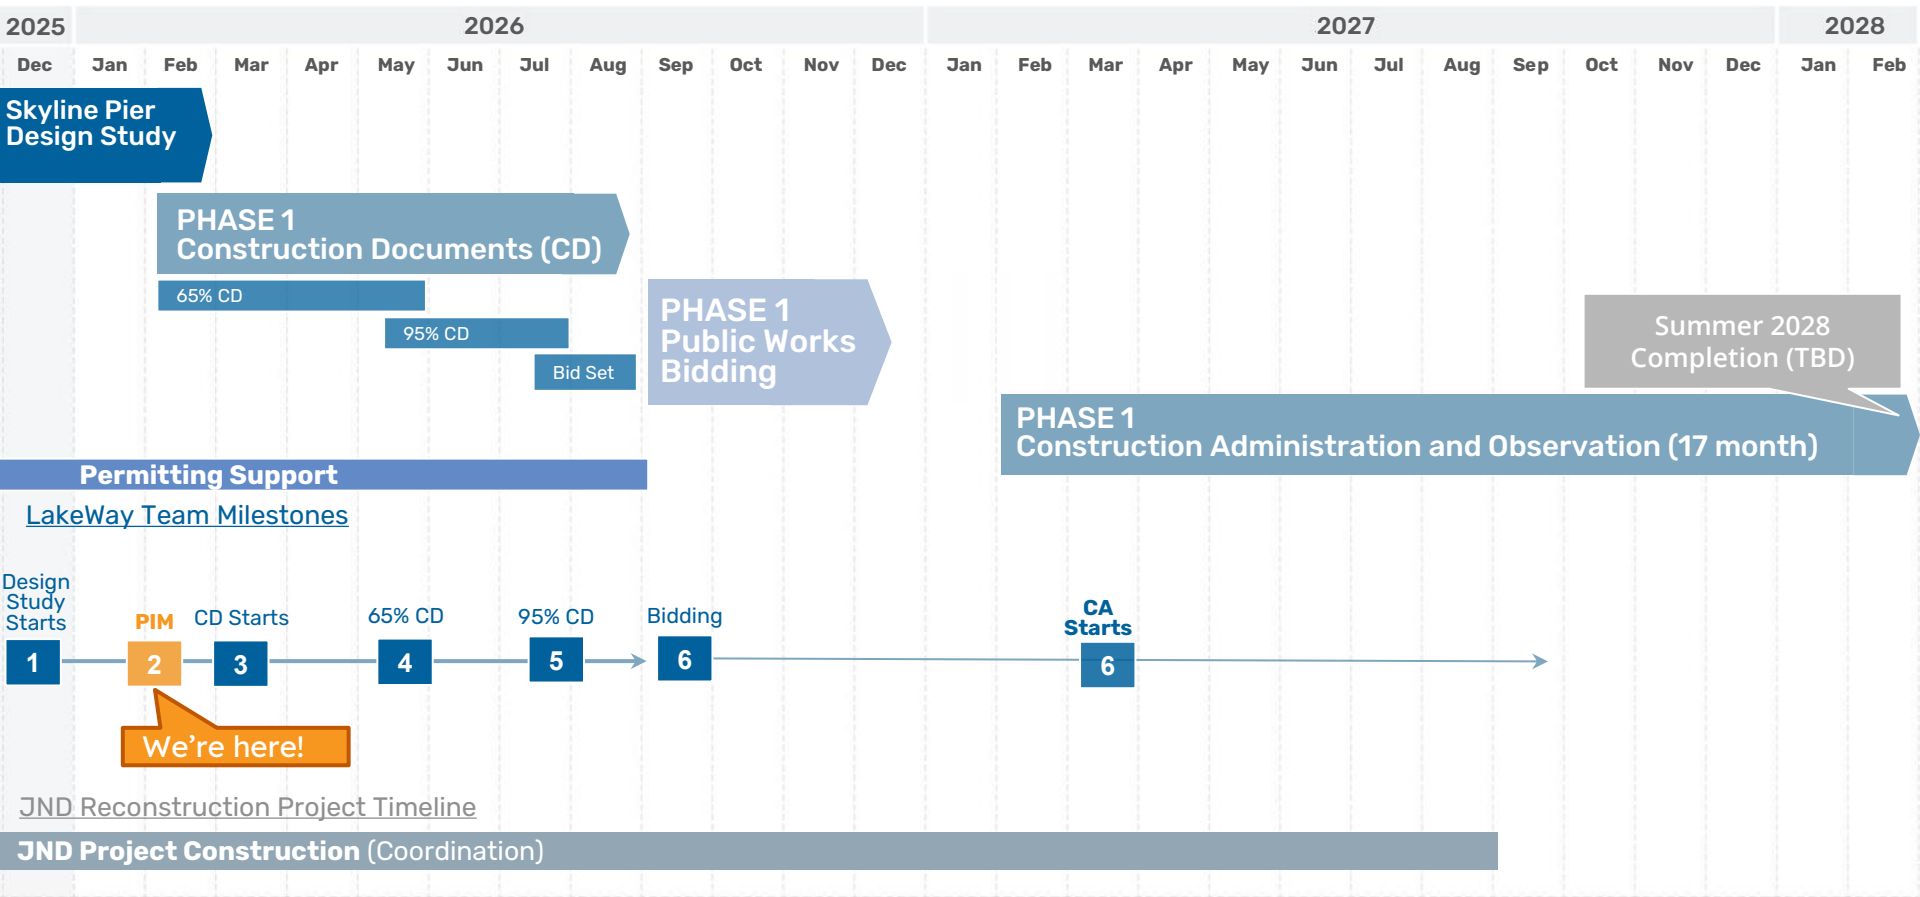 2025 2026 2027 2028
Dec Jan Feb Mar Apr May Jun Jul Aug Sep Oct Nov Dec Jan Feb Mar Apr May Jun Jul Aug Sep Oct Nov Dec Jan Feb
Skyline Pier
Design Study
PHASE 1
Construction Documents (CD)
65% CD
95% CD
Bid Set
PHASE 1
Public Works
Bidding
Summer 2028
Completion (TBD)
PHASE 1
Construction Administration and Observation (17 month)
Permitting Support
LakeWay Team Milestones
Design
Study
Starts
PIM
CD Starts
65% CD
95% CD
Bidding
CA
Starts
1 2 3 4 5 6 6
We're here!
JND Reconstruction Project Timeline
JND Project Construction (Coordination)